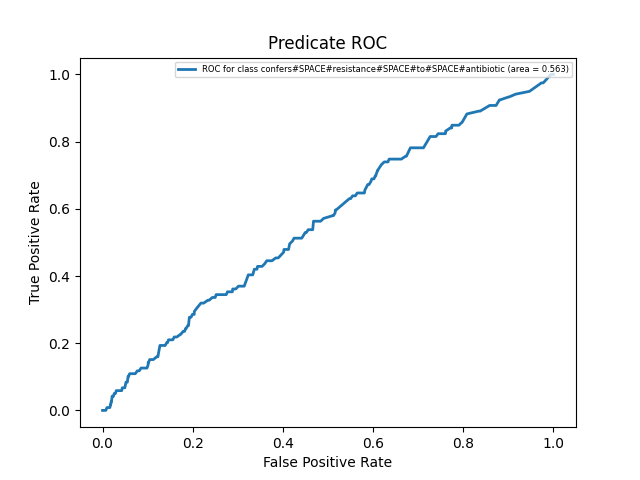 Predicate ROC
ROC for class confers#SPACE#resistance#SPACE#to#SPACE#antibiotic (area = 0.563)
1.0
0.8
0.6
0.4
0.2
0.0
True Positive Rate
0.0 0.2 0.4 0.6 0.8 1.0
False Positive Rate